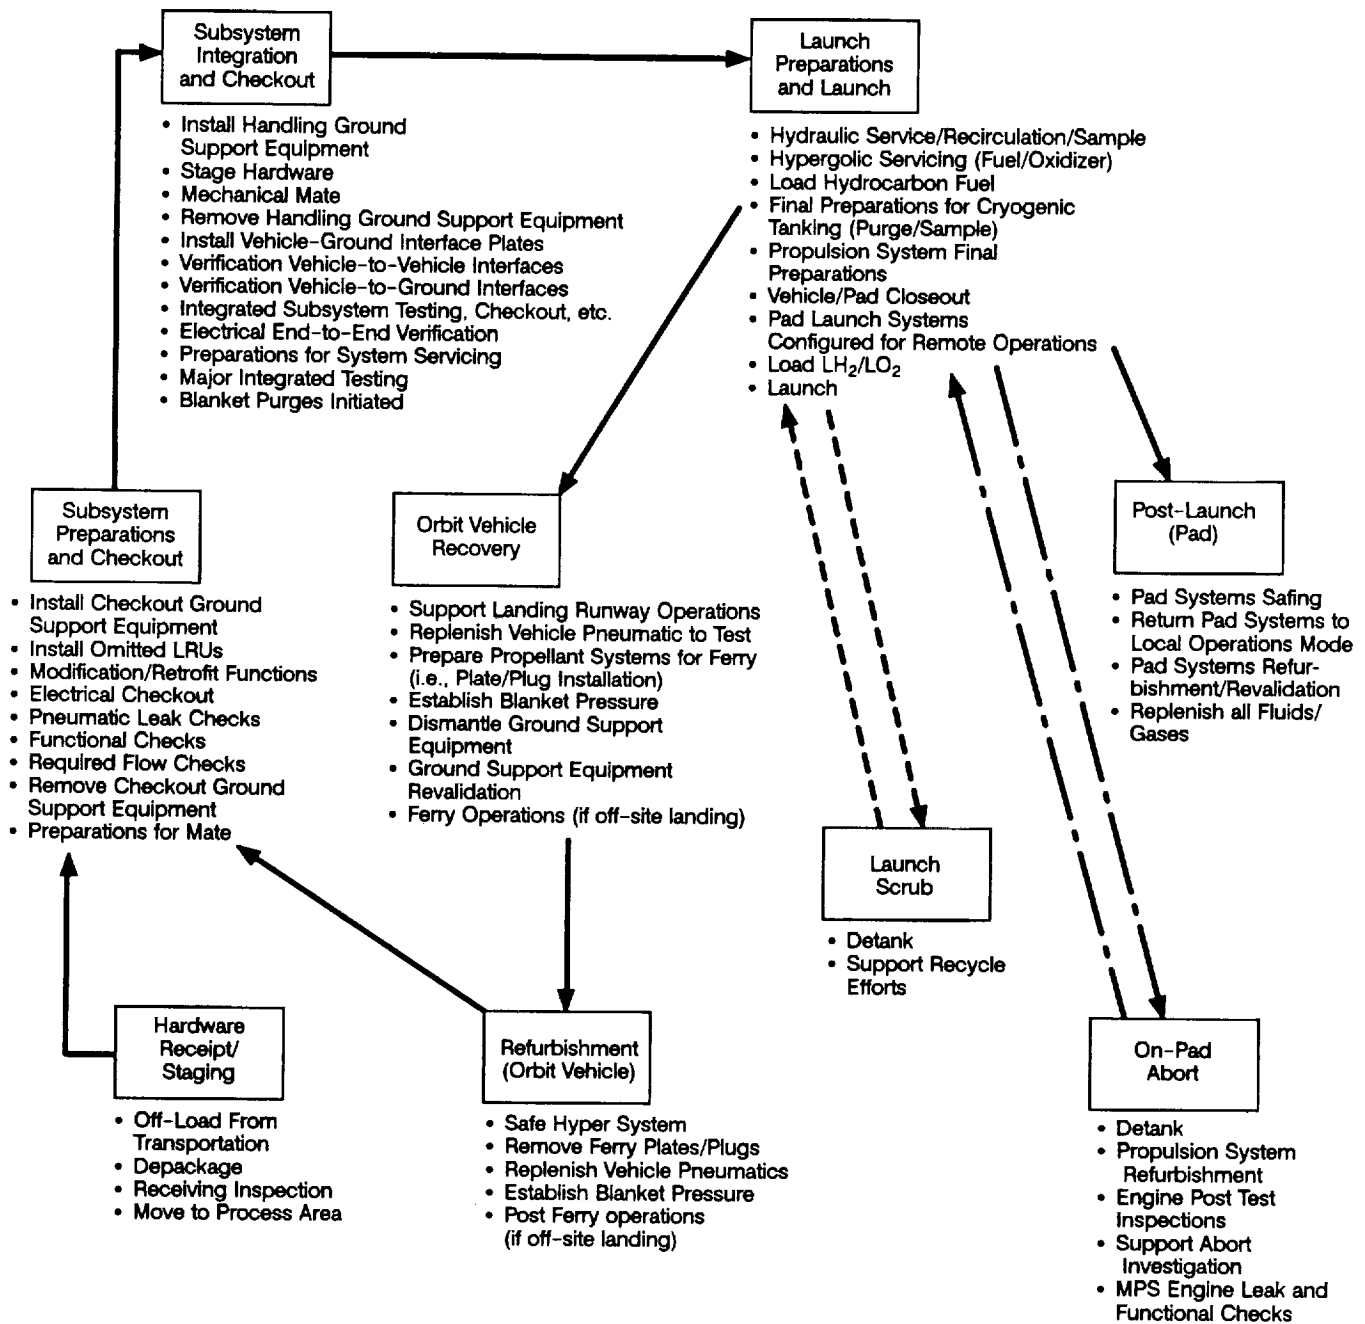 Subsystem
Integration
and Checkout
• Install Handling Ground
Support Equipment
• Stage Hardware
• Mechanical Mate
• Remove Handling Ground Support Equipment
• Install Vehicle-Ground Interface Plates
• Verification Vehicle-to-Vehicle Interfaces
• Verification Vehicle-to-Ground Interfaces
• Integrated Subsystem Testing, Checkout, etc.
• Electrical End-to-End Verification
• Preparations for System Servicing
• Major Integrated Testing
• Blanket Purges Initiated
Launch
Preparations
and Launch
• Hydraulic Service/Recirculation/Sample
• Hypergolic Servicing (Fuel/Oxidizer)
• Load Hydrocarbon Fuel
• Final Preparations for Cryogenic
Tanking (Purge/Sample)
• Propulsion System Final
Preparations
• Vehicle/Pad Closeout
• Pad Launch Systems
Configured for Remote Operations
• Load LH₂/LO₂
• Launch
Subsystem
Preparations
and Checkout
• Install Checkout Ground
Support Equipment
• Install Omitted LRUs
• Modification/Retrofit Functions
• Electrical Checkout
• Pneumatic Leak Checks
• Functional Checks
• Required Flow Checks
• Remove Checkout Ground
Support Equipment
• Preparations for Mate
Orbit Vehicle
Recovery
• Support Landing Runway Operations
• Replenish Vehicle Pneumatic to Test
• Prepare Propellant Systems for Ferry
(i.e., Plate/Plug Installation)
• Establish Blanket Pressure
• Dismantle Ground Support
Equipment
• Ground Support Equipment
Revalidation
• Ferry Operations (if off-site landing)
Post-Launch
(Pad)
• Pad Systems Safing
• Return Pad Systems to
Local Operations Mode
• Pad Systems Refur-
bishment/Revalidation
• Replenish all Fluids/
Gases
Launch
Scrub
• Detank
• Support Recycle
Efforts
Hardware
Receipt/
Staging
• Off-Load From
Transportation
• Depackage
• Receiving Inspection
• Move to Process Area
Refurbishment
(Orbit Vehicle)
• Safe Hyper System
• Remove Ferry Plates/Plugs
• Replenish Vehicle Pneumatics
• Establish Blanket Pressure
• Post Ferry operations
(if off-site landing)
On-Pad
Abort
• Detank
• Propulsion System
Refurbishment
• Engine Post Test
Inspections
• Support Abort
Investigation
• MPS Engine Leak and
Functional Checks